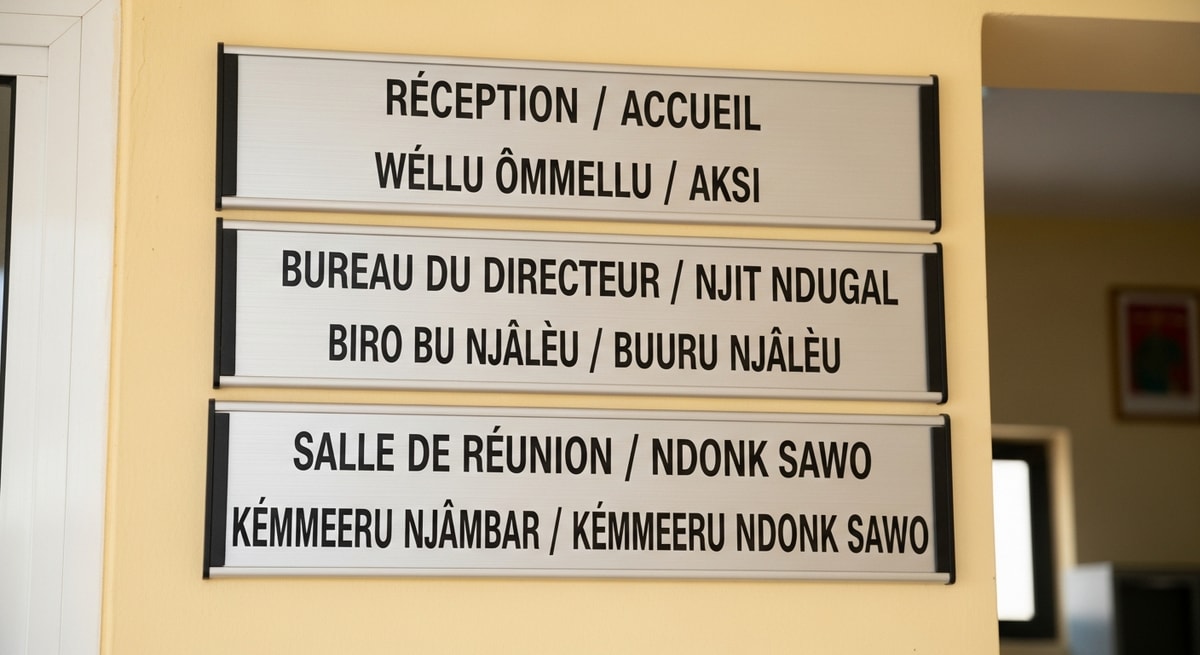 RÉCEPTION / ACCUEIL
WÉLLU ÔMMELLU / AKSI
BUREAU DU DIRECTEUR / NJIT NDUGAL
BIRO BU NJÂLÈU / BUURU NJÂLÈU
SALLE DE RÉUNION / NDONK SAWO
KÉMMEERU NJÂMBAR / KÉMMEERU NDONK SAWO